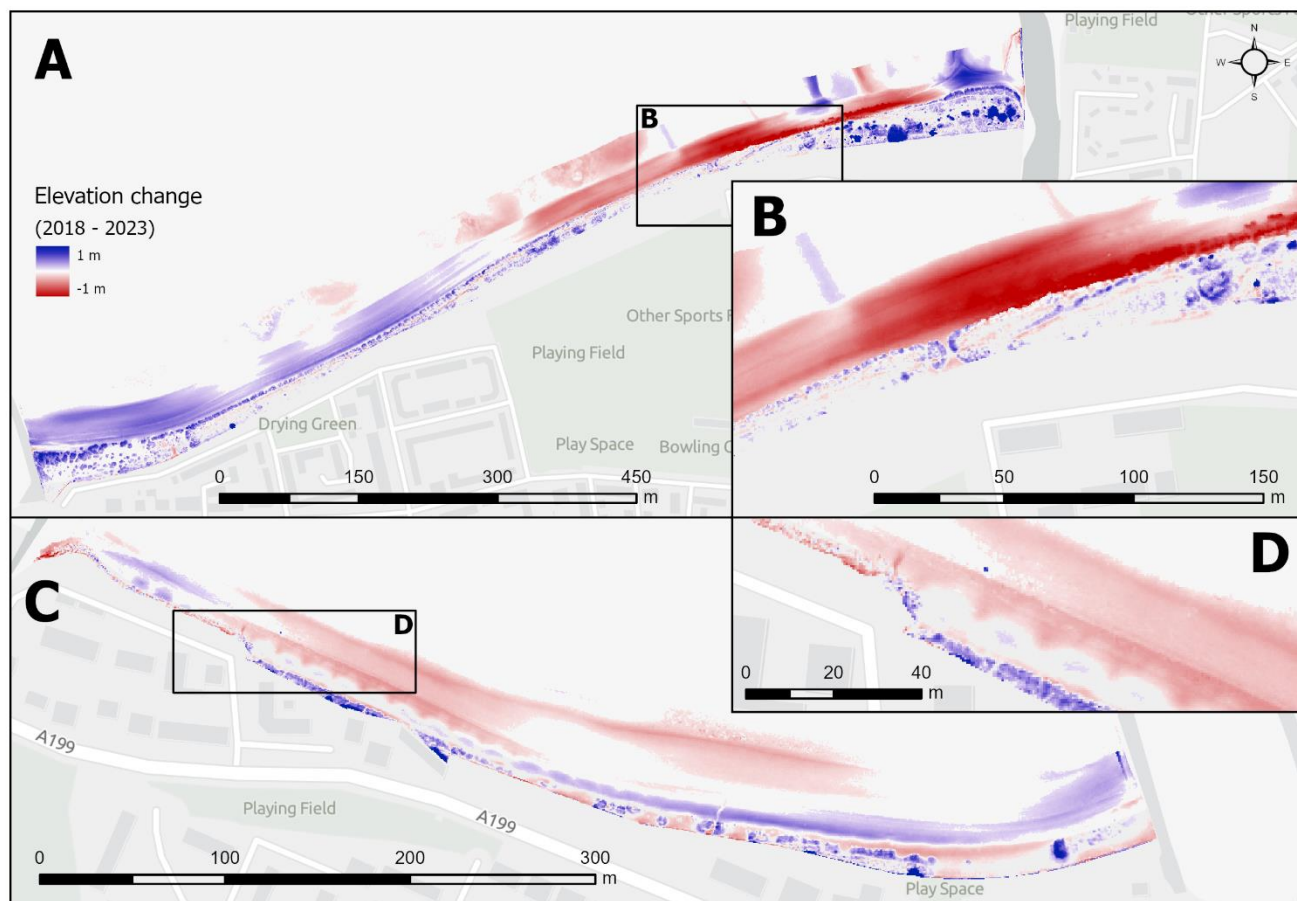 A
Playing Field
Other Sports F
N
W
E
S
B
Elevation change
(2018 - 2023)
1 m
-1 m
B
Other Sports F
Playing Field
Drying Green
Play Space
Bowling G
0 150 300 450
m
0 50 100 150
m
C
D
D
0 20 40
m
A199
Playing Field
A199
0 100 200 300
m
Play Space